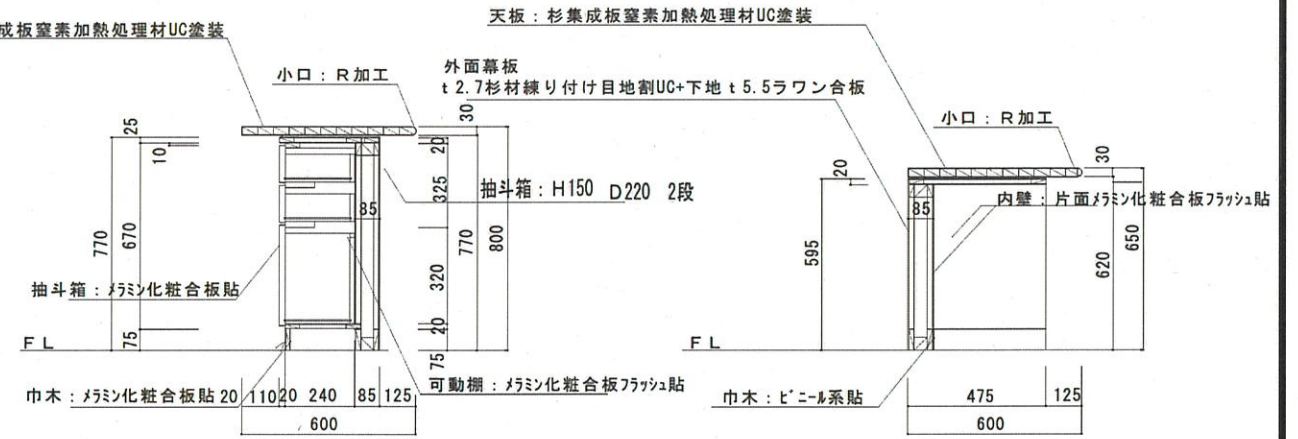 成板窒素加熱処理材UC塗装
小口：R加工
25
10
770
670
75
30
20
325
320
20
75
770
800
85
抽斗箱：H150 D220 2段
抽斗箱：メラミン化粧合板貼
FL
巾木：メラミン化粧合板貼
20 110 20 240 85 125
600
可動棚：メラミン化粧合板フラッシュ貼
天板：杉集成板窒素加熱処理材UC塗装
外面幕板
t2.7杉材練り付け目地割UC+下地t5.5ラワン合板
小口：R加工
20
595
85
30
620
650
内壁：片面メラミン化粧合板フラッシュ貼
FL
巾木：ビニール系貼
475 125
600